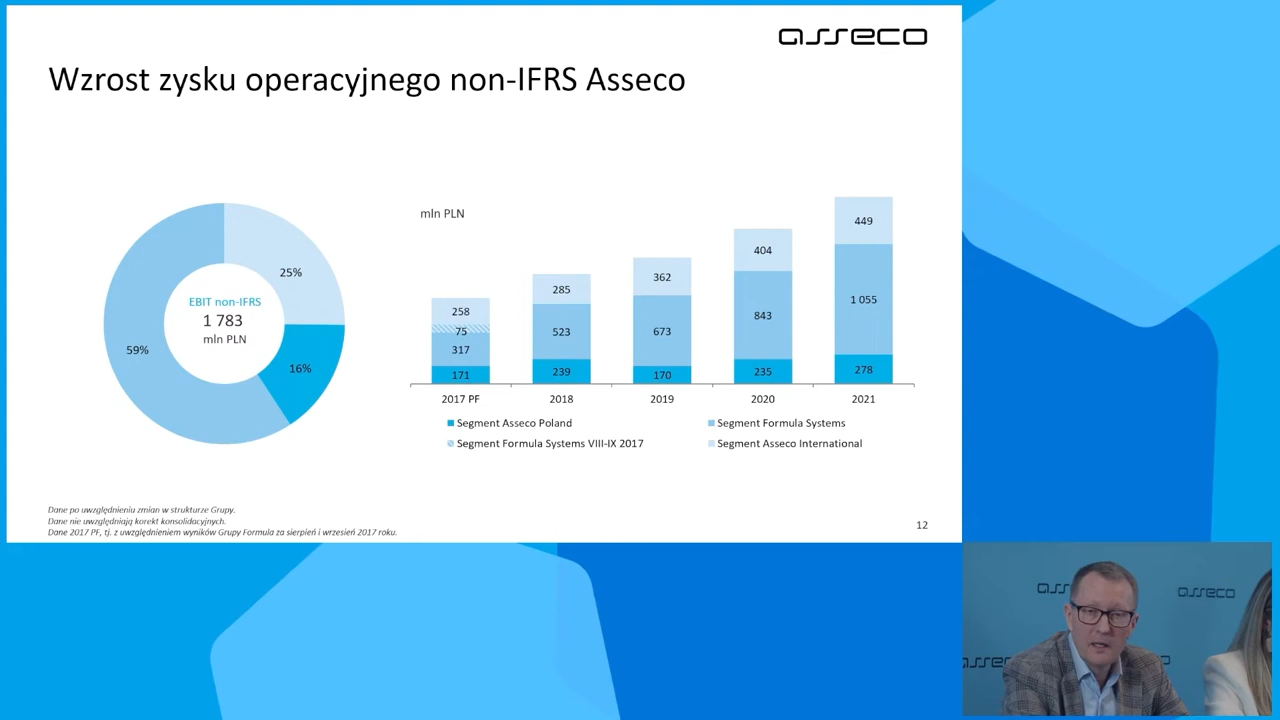 asseco
Wzrost zysku operacyjnego non-IFRS Asseco
25%
59%
16%
EBIT non-IFRS
1 783
mln PLN
mln PLN
258
75
317
171
285
523
239
362
673
170
404
843
235
449
1 055
278
2017 PF
2018
2019
2020
2021
Segment Asseco Poland
Segment Formula Systems
Segment Formula Systems VIII-IX 2017
Segment Asseco International
Dane po uwzględnieniu zmian w strukturze Grupy.
Dane nie uwzględniają korekt konsolidacyjnych.
Dane 2017 PF, tj. z uwzględnieniem wyników Grupy Formula za sierpień i wrzesień 2017 roku.
12
asseco